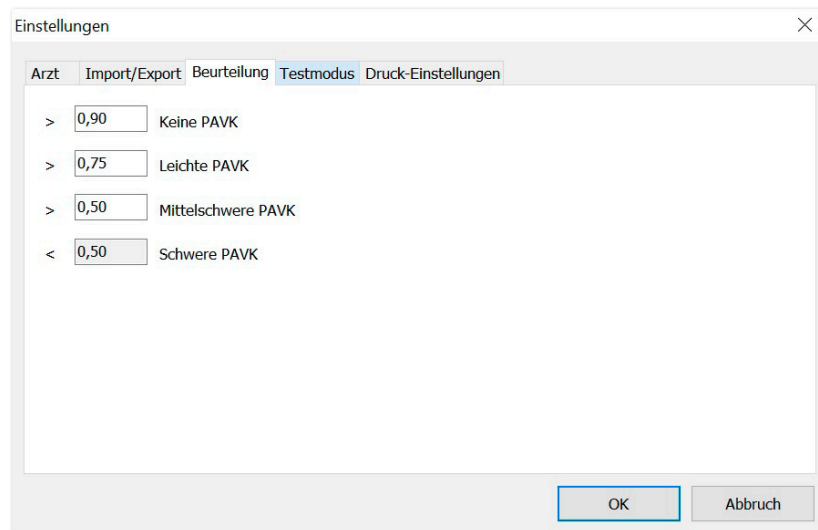 Einstellungen
Arzt Import/Export Beurteilung Testmodus Druck-Einstellungen
> 0,90 Keine PAVK
> 0,75 Leichte PAVK
> 0,50 Mittelschwere PAVK
< 0,50 Schwere PAVK
OK Abbruch